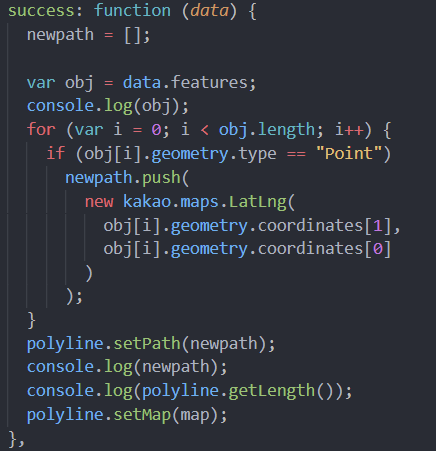 success: function (data) {
newpath = [];
var obj = data.features;
console.log(obj);
for (var i = 0; i < obj.length; i++) {
if (obj[i].geometry.type == "Point")
newpath.push(
new kakao.maps.LatLng(
obj[i].geometry.coordinates[1],
obj[i].geometry.coordinates[0]
)
);
}
polyline.setPath(newpath);
console.log(newpath);
console.log(polyline.getLength());
polyline.setMap(map);
},